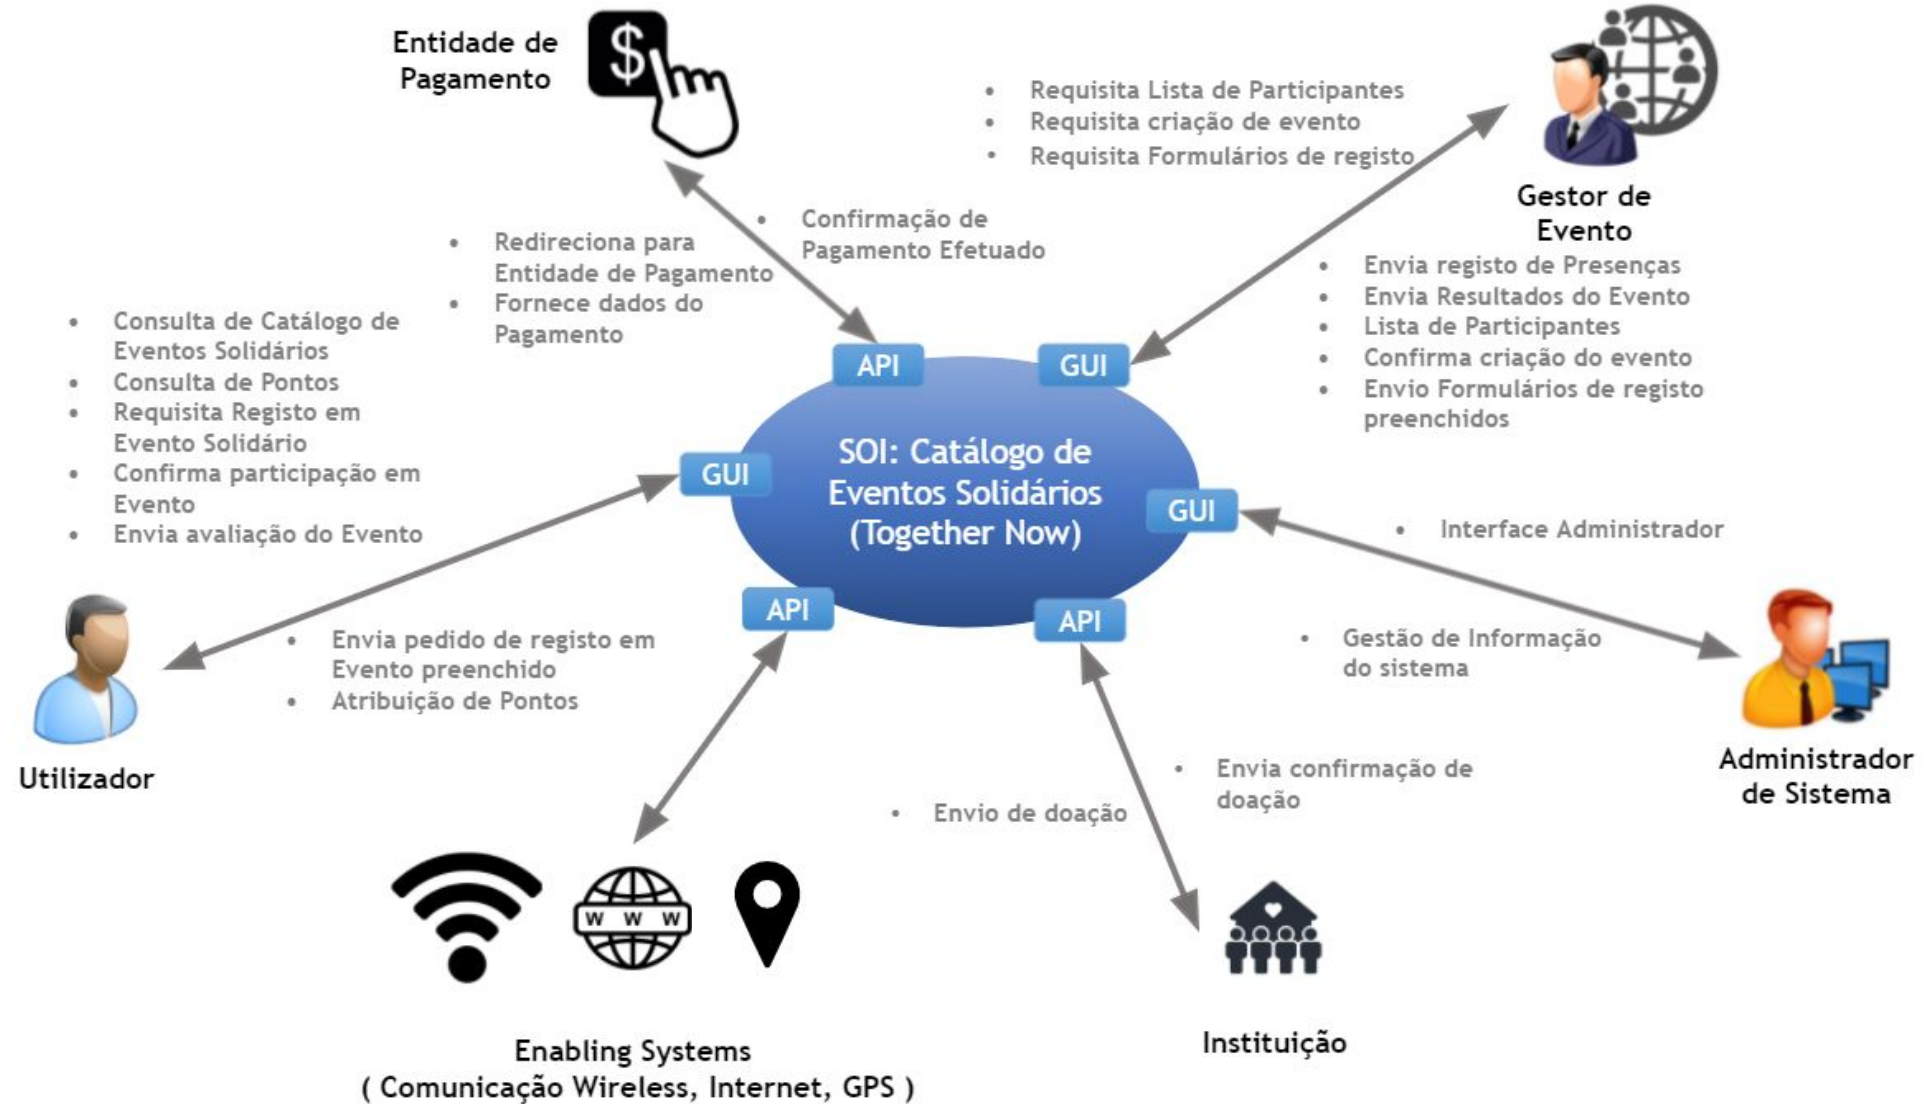 Entidade de
Pagamento
$
• Requisita Lista de Participantes
• Requisita criação de evento
• Requisita Formulários de registo
Gestor de
Evento
• Confirmação de
Pagamento Efetuado
• Redireciona para
Entidade de Pagamento
• Fornece dados do
Pagamento
• Envia registo de Presenças
• Envia Resultados do Evento
• Lista de Participantes
• Confirma criação do evento
• Envio Formulários de registo
preenchidos
• Consulta de Catálogo de
Eventos Solidários
• Consulta de Pontos
• Requisita Registo em
Evento Solidário
• Confirma participação em
Evento
• Envia avaliação do Evento
API
GUI
GUI
SOI: Catálogo de
Eventos Solidários
(Together Now)
GUI
API
API
• Interface Administrador
• Envia pedido de registo em
Evento preenchido
• Atribuição de Pontos
• Gestão de Informação
do sistema
Utilizador
Administrador
de Sistema
• Envio de doação
• Envia confirmação de
doação
W W W
Enabling Systems
( Comunicação Wireless, Internet, GPS )
Instituição